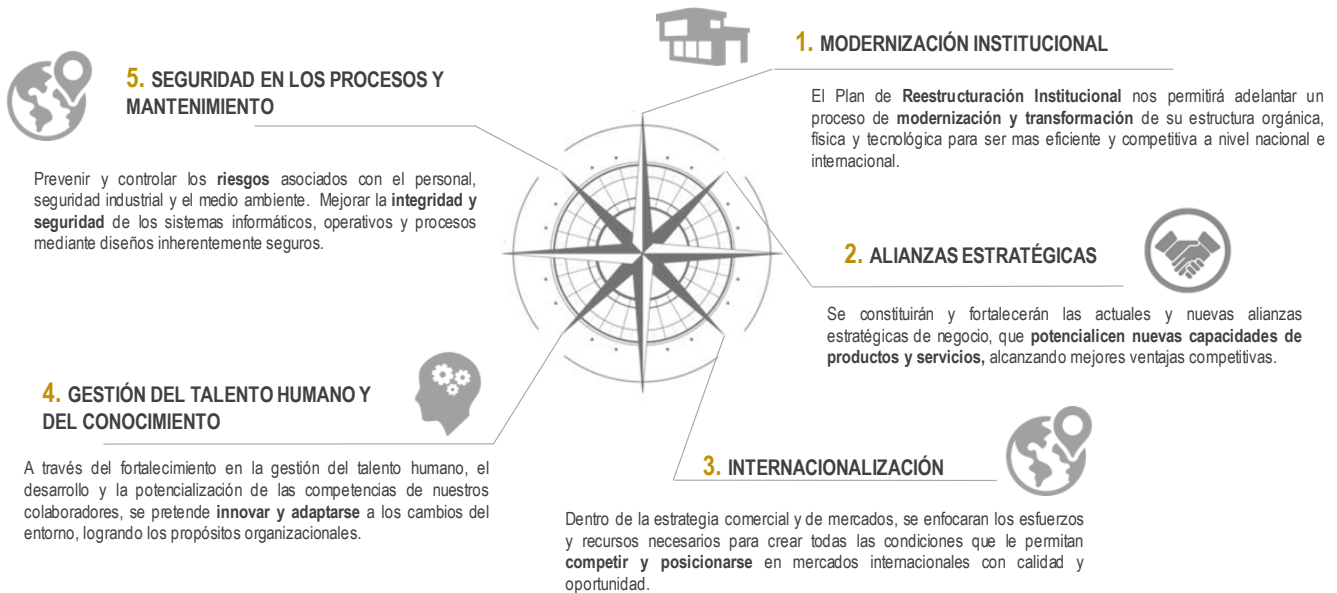 1. MODERNIZACIÓN INSTITUCIONAL
El Plan de Reestructuración Institucional nos permitirá adelantar un
proceso de modernización y transformación de su estructura orgánica,
física y tecnológica para ser mas eficiente y competitiva a nivel nacional e
internacional.
2. ALIANZAS ESTRATÉGICAS
Se constituirán y fortalecerán las actuales y nuevas alianzas
estratégicas de negocio, que potencialicen nuevas capacidades de
productos y servicios, alcanzando mejores ventajas competitivas.
3. INTERNACIONALIZACIÓN
Dentro de la estrategia comercial y de mercados, se enfocaran los esfuerzos
y recursos necesarios para crear todas las condiciones que le permitan
competir y posicionarse en mercados internacionales con calidad y
oportunidad.
4. GESTIÓN DEL TALENTO HUMANO Y
DEL CONOCIMIENTO
A través del fortalecimiento en la gestión del talento humano, el
desarrollo y la potencialización de las competencias de nuestros
colaboradores, se pretende innovar y adaptarse a los cambios del
entorno, logrando los propósitos organizacionales.
5. SEGURIDAD EN LOS PROCESOS Y
MANTENIMIENTO
Prevenir y controlar los riesgos asociados con el personal,
seguridad industrial y el medio ambiente. Mejorar la integridad y
seguridad de los sistemas informáticos, operativos y procesos
mediante diseños inherentemente seguros.